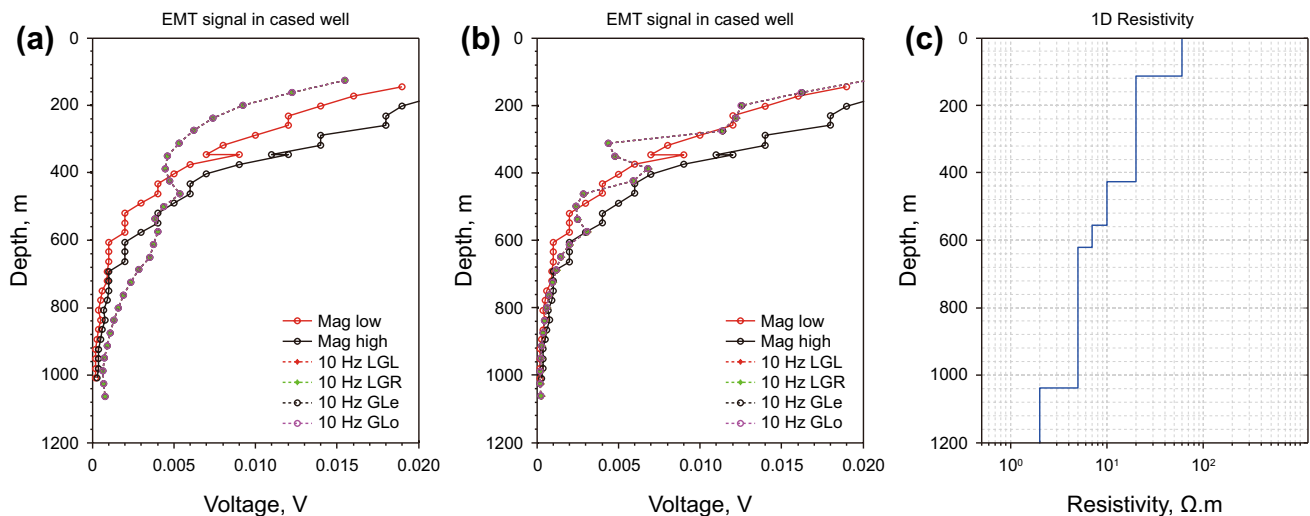 (a)
EMT signal in cased well
0
200
400
600
800
1000
1200
Depth, m
Mag low
Mag high
10 Hz LGL
10 Hz LGR
10 Hz GLe
10 Hz GLo
0
0.005
0.010
0.015
0.020
Voltage, V
(b)
EMT signal in cased well
0
200
400
600
800
1000
1200
Depth, m
Mag low
Mag high
10 Hz LGL
10 Hz LGR
10 Hz GLe
10 Hz GLo
0
0.005
0.010
0.015
0.020
Voltage, V
(c)
1D Resistivity
0
200
400
600
800
1000
1200
Depth, m
10⁰
10¹
10²
Resistivity, Ω.m